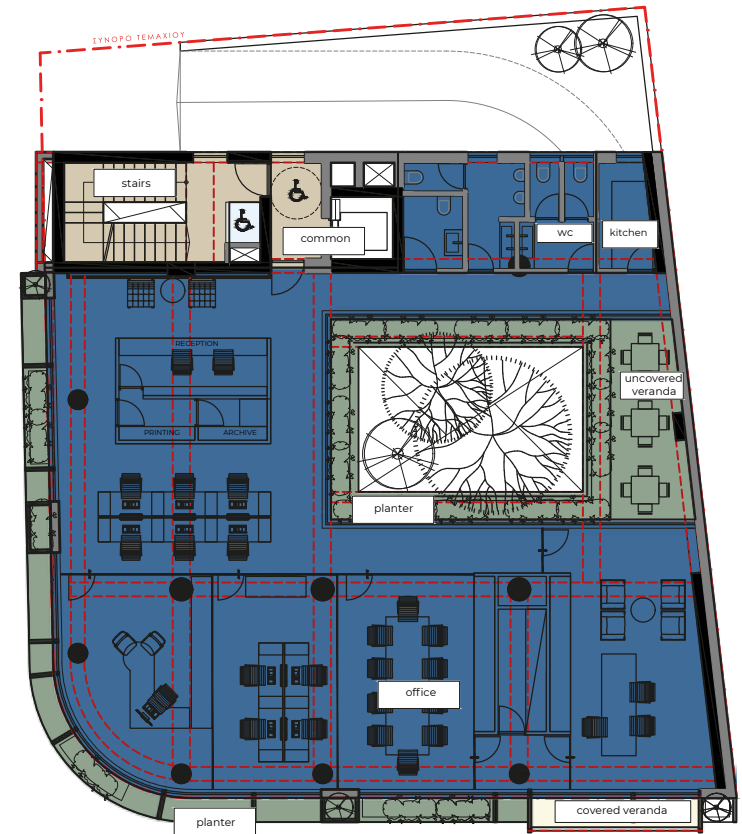 ΣΥΝΟΡΟ ΤΕΜΑΧΙΟΥ
stairs
common
wc
kitchen
RECEPTION
uncovered
veranda
PRINTING
ARCHIVE
planter
office
covered veranda
planter